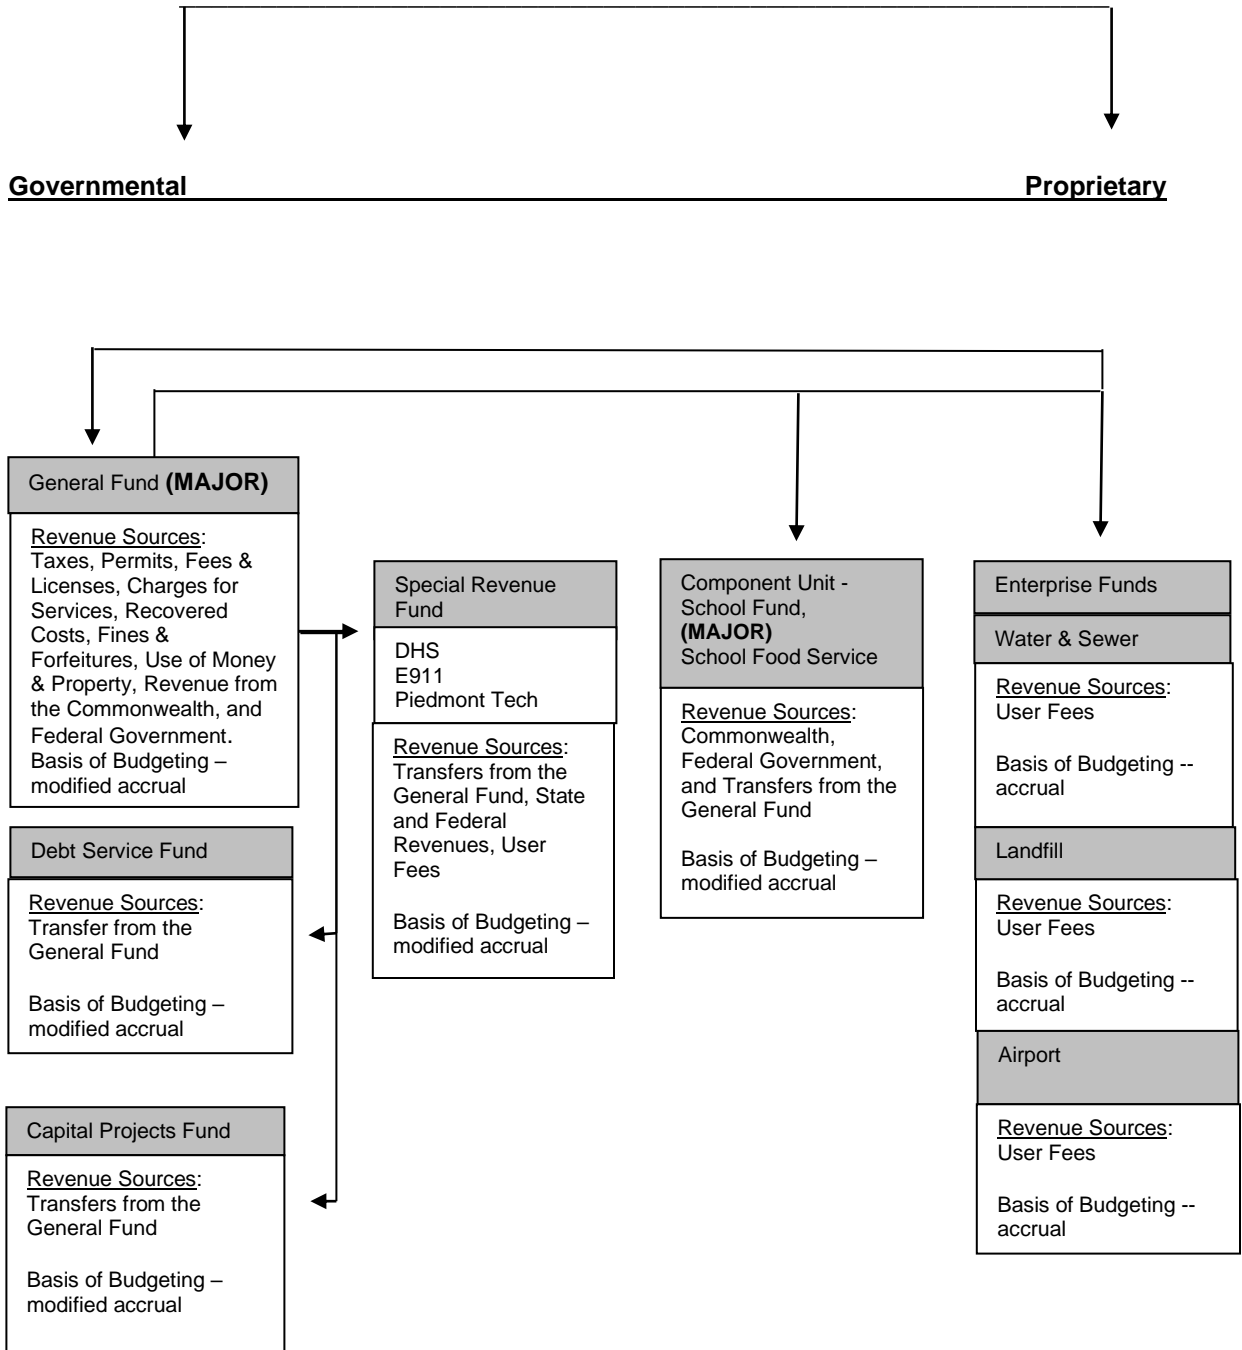 Governmental
Proprietary
General Fund (MAJOR)
Revenue Sources:
Taxes, Permits, Fees &
Licenses, Charges for
Services, Recovered
Costs, Fines &
Forfeitures, Use of Money
& Property, Revenue from
the Commonwealth, and
Federal Government.
Basis of Budgeting –
modified accrual
Debt Service Fund
Revenue Sources:
Transfer from the
General Fund
Basis of Budgeting –
modified accrual
Capital Projects Fund
Revenue Sources:
Transfers from the
General Fund
Basis of Budgeting –
modified accrual
Special Revenue
Fund
DHS
E911
Piedmont Tech
Revenue Sources:
Transfers from the
General Fund, State
and Federal
Revenues, User
Fees
Basis of Budgeting –
modified accrual
Component Unit -
School Fund,
(MAJOR)
School Food Service
Revenue Sources:
Commonwealth,
Federal Government,
and Transfers from the
General Fund
Basis of Budgeting –
modified accrual
Enterprise Funds
Water & Sewer
Revenue Sources:
User Fees
Basis of Budgeting --
accrual
Landfill
Revenue Sources:
User Fees
Basis of Budgeting --
accrual
Airport
Revenue Sources:
User Fees
Basis of Budgeting --
accrual